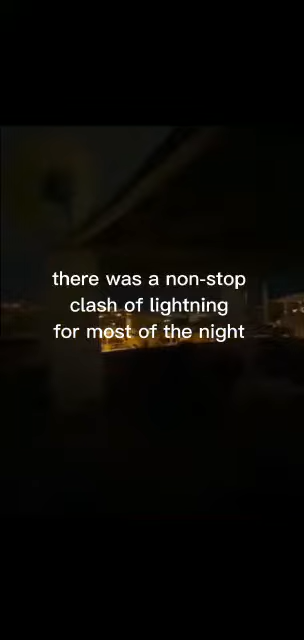 there was a non-stop
clash of lightning
for most of the night